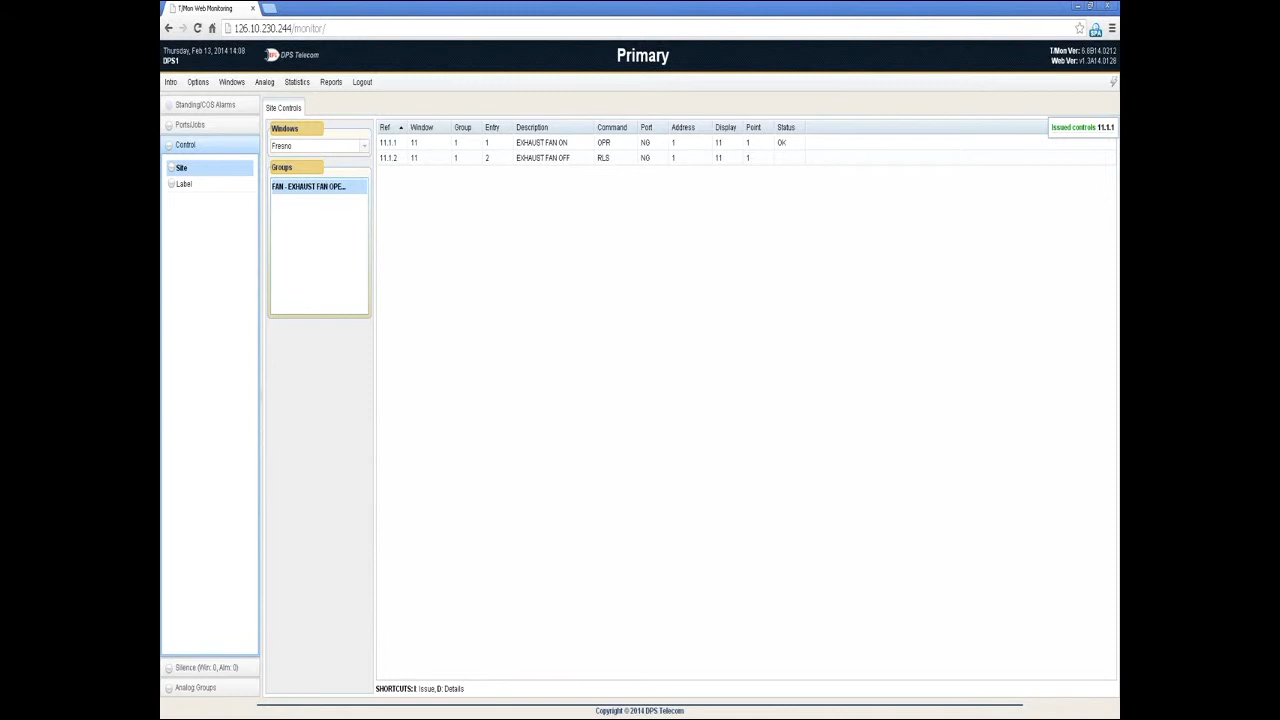 T/Mon Web Monitoring
126.10.230.244/monitor/
Thursday, Feb 13, 2014 14:08
DPS1
DPS Telecom
Primary
T/Mon Ver: 6.8B14.0212
Web Ver: v1.3A14.0128
Intro Options Windows Analog Statistics Reports Logout
Standing/COS Alarms
Ports/Jobs
Control
Site
Label
Silence (Win: 0, Alm: 0)
Analog Groups
Site Controls
Windows
Fresno
Groups
FAN - EXHAUST FAN OPE...
Ref Window Group Entry Description Command Port Address Display Point Status
11.1.1 11 1 1 EXHAUST FAN ON OPR NG 1 11 1 OK
11.1.2 11 1 2 EXHAUST FAN OFF RLS NG 1 11 1
Issued controls 11.1.1
SHORTCUTS: I: Issue, D: Details
Copyright © 2014 DPS Telecom